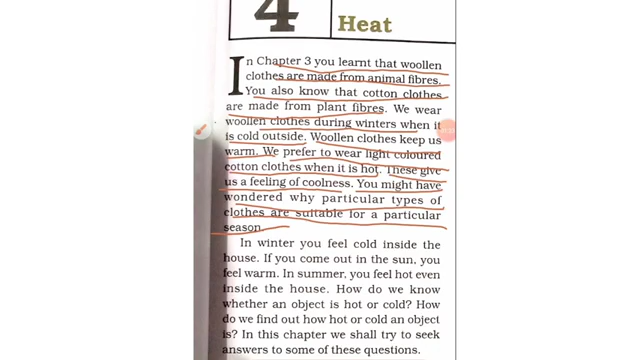 4
Heat
In Chapter 3 you learnt that woollen
clothes are made from animal fibres.
You also know that cotton clothes
are made from plant fibres. We wear
woollen clothes during winters when it
is cold outside. Woollen clothes keep us
warm. We prefer to wear light coloured
cotton clothes when it is hot. These give
us a feeling of coolness. You might have
wondered why particular types of
clothes are suitable for a particular
season.
In winter you feel cold inside the
house. If you come out in the sun, you
feel warm. In summer, you feel hot even
inside the house. How do we know
whether an object is hot or cold? How
do we find out how hot or cold an object
is? In this chapter we shall try to seek
answers to some of these questions.